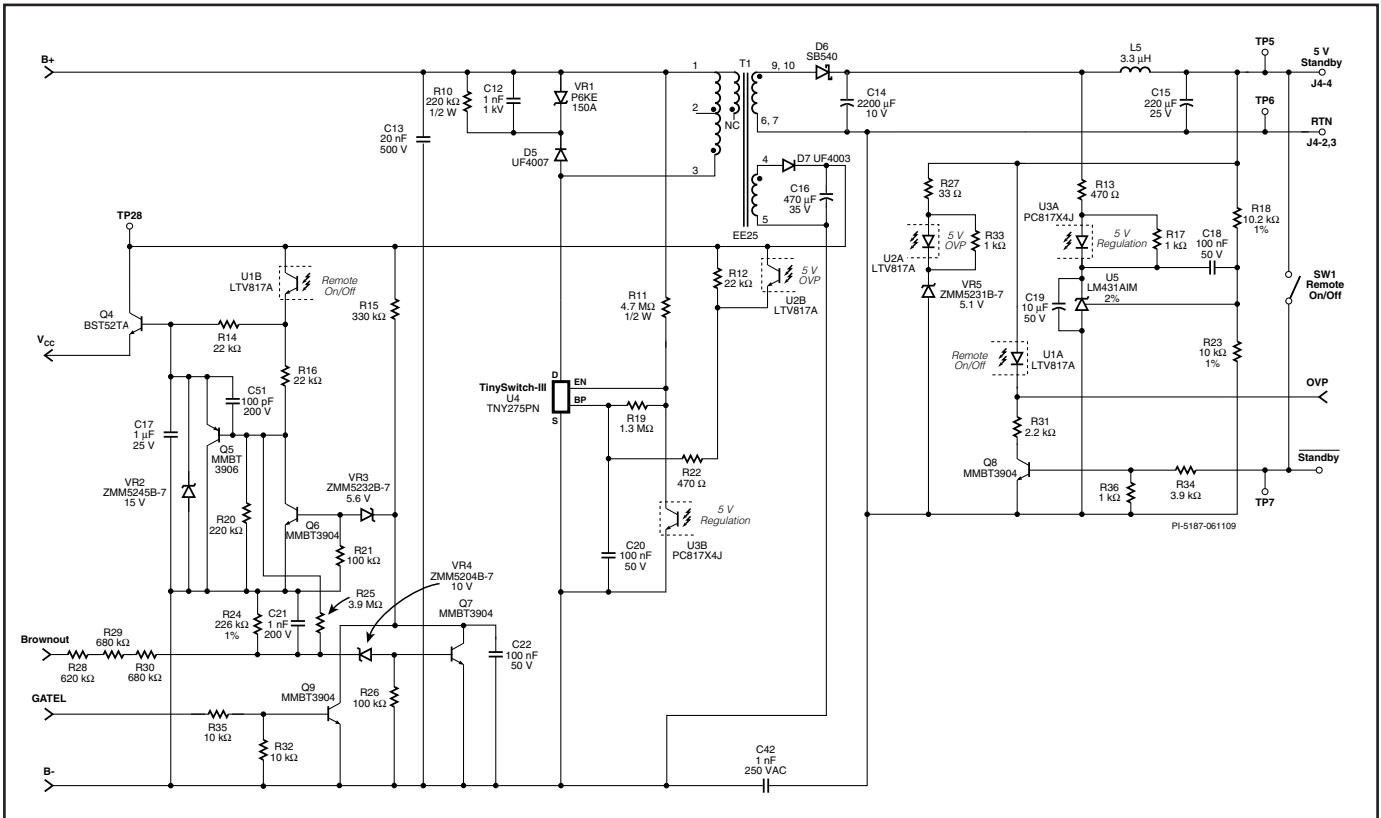 B+
R10
220 kΩ
1/2 W
C12
1 nF
1 kV
VR1
P6KE
150A
C13
20 nF
500 V
D5
UF4007
1
2
3
T1
NC
9, 10
6, 7
D6
SB540
C14
2200 µF
10 V
L5
3.3 µH
C15
220 µF
25 V
TP5
5 V
Standby
J4-4
TP6
RTN
J4-2,3
4
5
D7 UF4003
C16
470 µF
35 V
EE25
TP28
R27
33 Ω
U2A
LTV817A
5 V
OVP
R33
1 kΩ
VR5
ZMM5231B-7
5.1 V
R13
470 Ω
U3A
PC817X4J
5 V
Regulation
R17
1 kΩ
C18
100 nF
50 V
R18
10.2 kΩ
1%
U5
LM431AIM
2%
C19
10 µF
50 V
SW1
Remote
On/Off
U1B
LTV817A
Remote
On/Off
R15
330 kΩ
R12
22 kΩ
5 V
OVP
U2B
LTV817A
R11
4.7 MΩ
1/2 W
Q4
BST52TA
R14
22 kΩ
VCC
R16
22 kΩ
R23
10 kΩ
1%
Remote
On/Off
U1A
LTV817A
OVP
TinySwitch-III
U4
TNY275PN
D
S
EN
BP
R19
1.3 MΩ
C51
100 pF
200 V
C17
1 µF
25 V
Q5
MMBT
3906
VR2
ZMM5245B-7
15 V
R20
220 kΩ
Q6
MMBT3904
VR3
ZMM5232B-7
5.6 V
R21
100 kΩ
R22
470 Ω
R31
2.2 kΩ
Q8
MMBT3904
R36
1 kΩ
R34
3.9 kΩ
Standby
TP7
5 V
Regulation
U3B
PC817X4J
C20
100 nF
50 V
PI-5187-061109
VR4
ZMM5204B-7
10 V
R25
3.9 MΩ
R24
226 kΩ
1%
C21
1 nF
200 V
Q7
MMBT3904
C22
100 nF
50 V
Brownout
R28
620 kΩ
R29
680 kΩ
R30
680 kΩ
Q9
MMBT3904
R26
100 kΩ
GATEL
R35
10 kΩ
R32
10 kΩ
C42
1 nF
250 VAC
B-